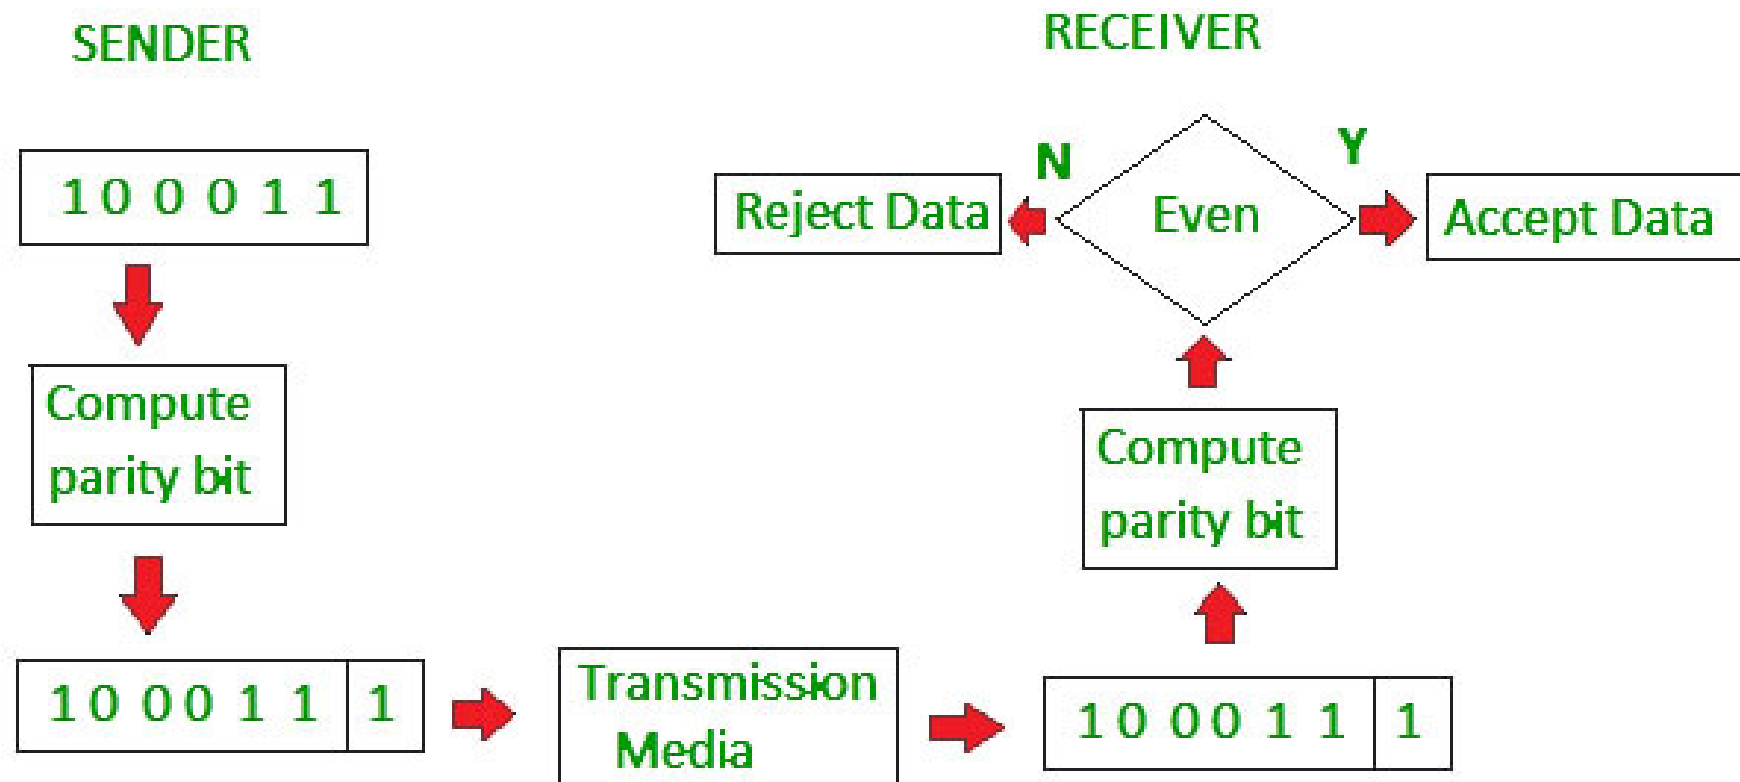 SENDER
1 0 0 0 1 1
Compute
parity bit
1 0 0 0 1 1 1
Transmission
Media
RECEIVER
1 0 0 0 1 1 1
Compute
parity bit
Even
N
Reject Data
Y
Accept Data